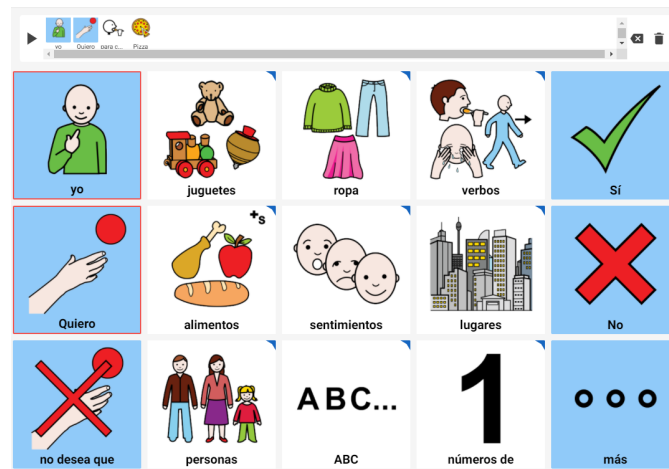 yo Quiero para c... Pizza
yo juguetes ropa verbos Sí
+s
Quiero alimentos sentimientos lugares No
ABC... 1
no desea que personas ABC números de más